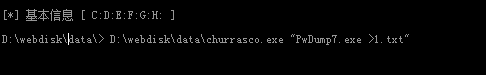 [*] 基本信息 [ C:D:E:F:G:H: ]
D:\webdisk\data\> D:\webdisk\data\churrasco.exe "PwDump7.exe >1.txt"